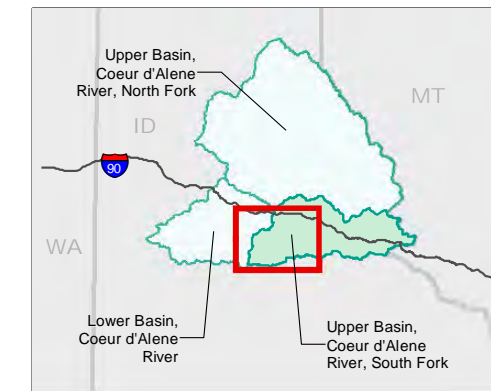 Upper Basin,
Coeur d'Alene
River, North Fork
MT
ID
90
WA
Lower Basin,
Coeur d'Alene
River
Upper Basin,
Coeur d'Alene
River, South Fork